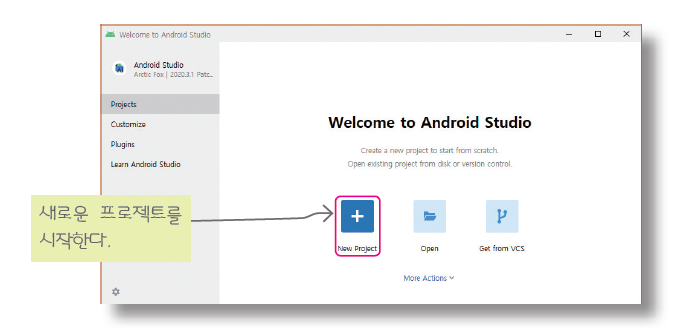 Welcome to Android Studio
Android Studio
Arctic Fox | 2020.3.1 Patc...
Projects
Customize
Plugins
Learn Android Studio
Welcome to Android Studio
Create a new project to start from scratch.
Open existing project from disk or version control.
새로운 프로젝트를
시작한다.
New Project
Open
Get from VCS
More Actions